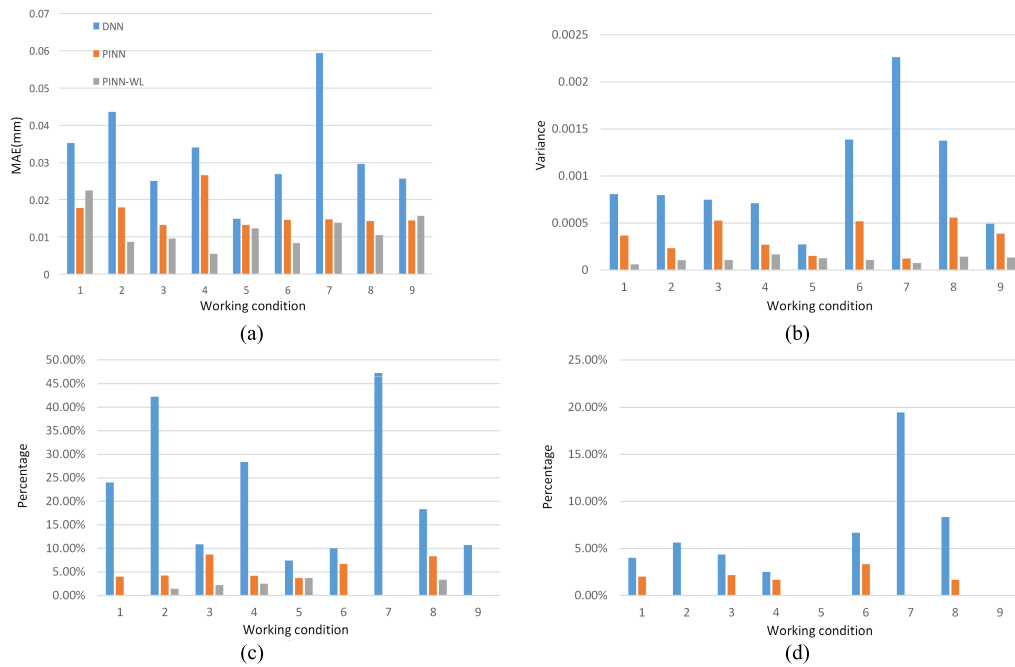 0.07
0.06
0.05
0.04
0.03
0.02
0.01
0
MAE(mm)
DNN
PINN
PINN-WL
1 2 3 4 5 6 7 8 9
Working condition
(a)
0.0025
0.002
0.0015
0.001
0.0005
0
Variance
1 2 3 4 5 6 7 8 9
Working condition
(b)
50.00%
45.00%
40.00%
35.00%
30.00%
25.00%
20.00%
15.00%
10.00%
5.00%
0.00%
Percentage
1 2 3 4 5 6 7 8 9
Working condition
(c)
25.00%
20.00%
15.00%
10.00%
5.00%
0.00%
Percentage
1 2 3 4 5 6 7 8 9
Working condition
(d)